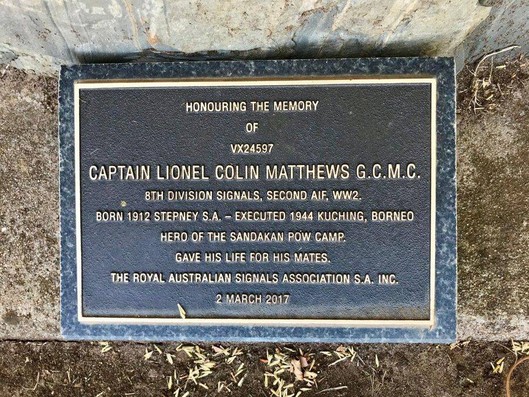 HONOURING THE MEMORY
OF
VX24597
CAPTAIN LIONEL COLIN MATTHEWS G.C.M.C.
8TH DIVISION SIGNALS, SECOND AIF, WW2.
BORN 1912 STEPNEY S.A. – EXECUTED 1944 KUCHING, BORNEO
HERO OF THE SANDAKAN POW CAMP.
GAVE HIS LIFE FOR HIS MATES.
THE ROYAL AUSTRALIAN SIGNALS ASSOCIATION S.A. INC.
2 MARCH 2017